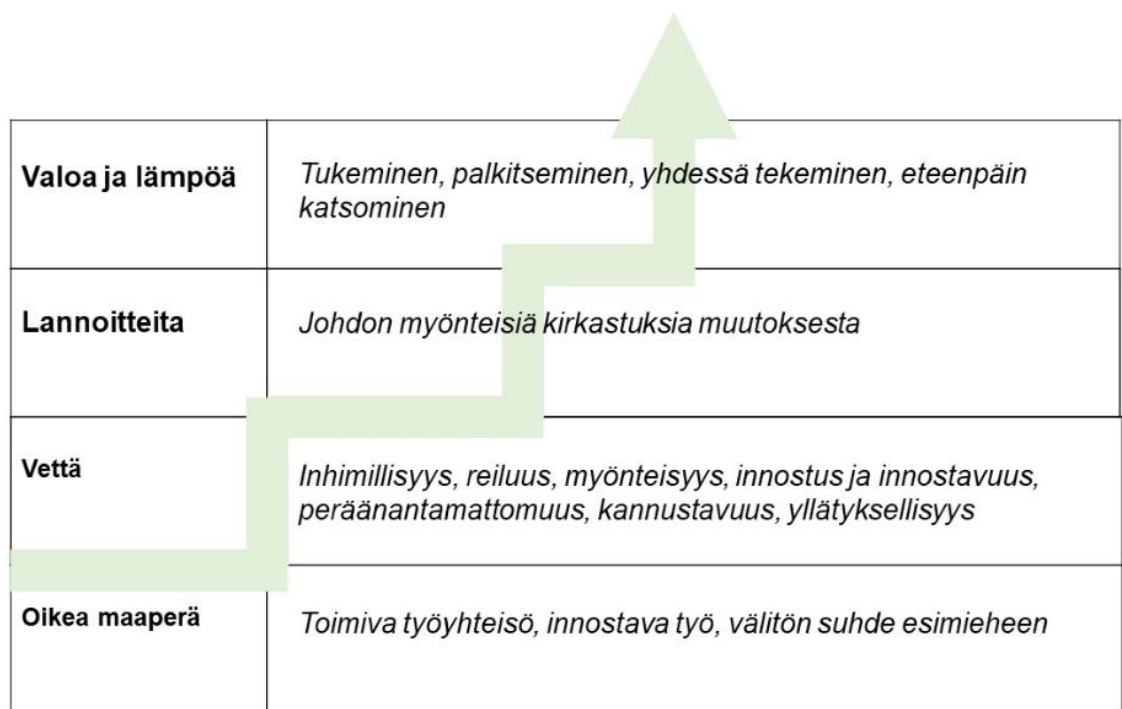 Valoa ja lämpöä
Tukeminen, palkitseminen, yhdessä tekeminen, eteenpäin
katsominen
Lannoitteita
Johdon myönteisiä kirkastuksia muutoksesta
Vettä
Inhimillisyys, reiluus, myönteisyys, innostus ja innostavuus,
peräänantamattomuus, kannustavuus, yllätyksellisyys
Oikea maaperä
Toimiva työyhteisö, innostava työ, välitön suhde esimieheen